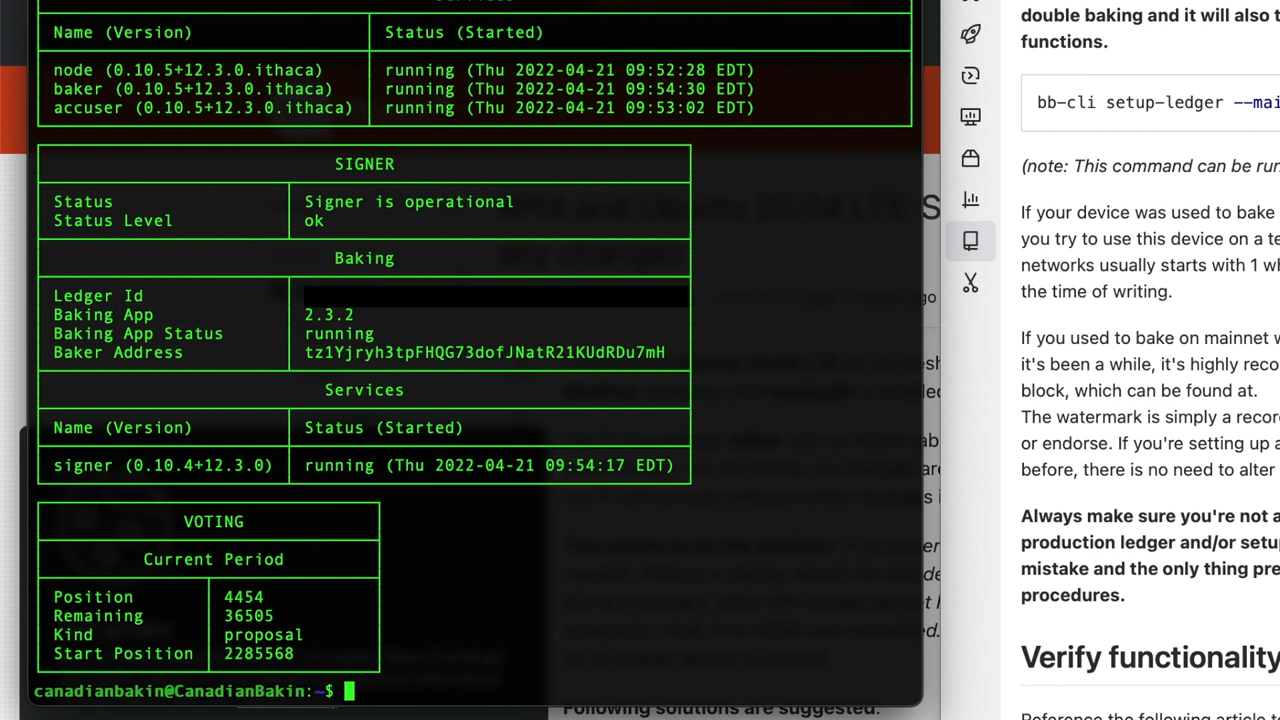 Name (Version) Status (Started)
node (0.10.5+12.3.0.ithaca) running (Thu 2022-04-21 09:52:28 EDT)
baker (0.10.5+12.3.0.ithaca) running (Thu 2022-04-21 09:54:30 EDT)
accuser (0.10.5+12.3.0.ithaca) running (Thu 2022-04-21 09:53:02 EDT)
SIGNER
Status Signer is operational
Status Level ok
Baking
Ledger Id
Baking App 2.3.2
Baking App Status running
Baker Address tz1Yjryh3tpFHQG73dofJNatR21KUdRDu7mH
Services
Name (Version) Status (Started)
signer (0.10.4+12.3.0) running (Thu 2022-04-21 09:54:17 EDT)
VOTING
Current Period
Position 4454
Remaining 36505
Kind proposal
Start Position 2285568
canadianbakin@CanadianBakin:~$
double baking and it will also
functions.
bb-cli setup-ledger --mai
(note: This command can be run
If your device was used to bake
you try to use this device on a te
networks usually starts with 1 wh
the time of writing.
If you used to bake on mainnet
it's been a while, it's highly reco
block, which can be found at.
The watermark is simply a record
or endorse. If you're setting up a
before, there is no need to alter
Always make sure you're not a
production ledger and/or setup
mistake and the only thing pre
procedures.
Verify functionality
Reference the following article
Following solutions are suggested: